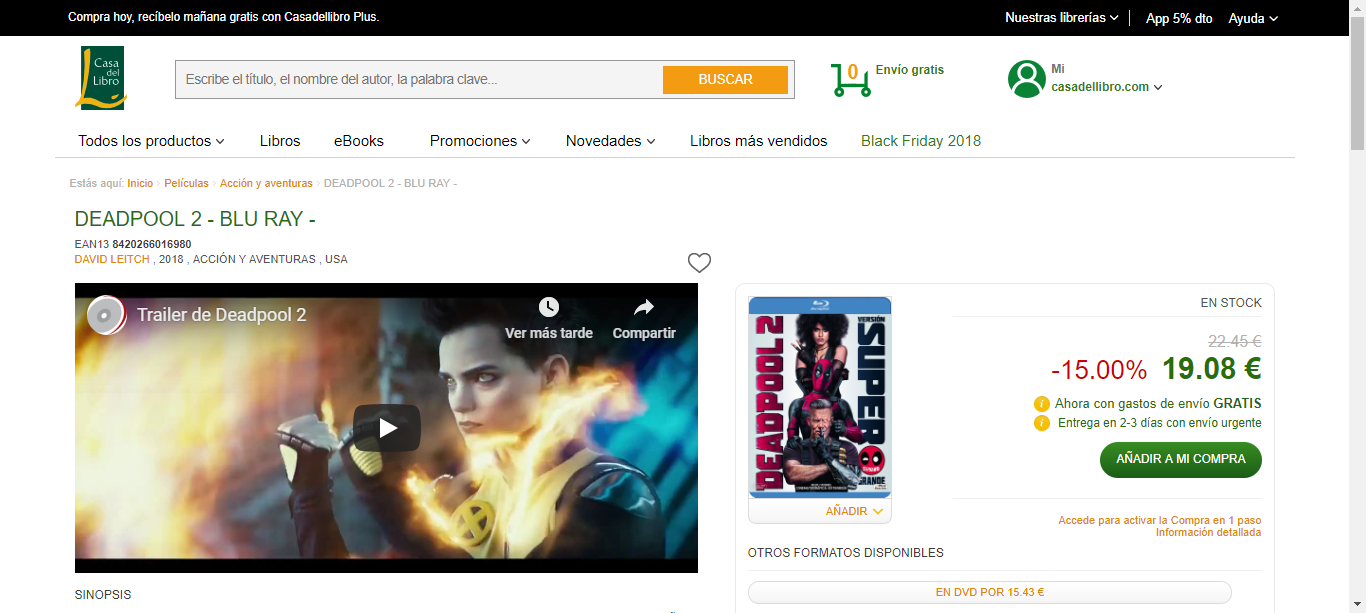 Compra hoy, recíbelo mañana gratis con Casadellibro Plus.
Nuestras librerías
App 5% dto
Ayuda
Casa
del
Libro
Escribe el título, el nombre del autor, la palabra clave...
BUSCAR
0
Envío gratis
Mi
casadellibro.com
Todos los productos
Libros
eBooks
Promociones
Novedades
Libros más vendidos
Black Friday 2018
Estás aquí: Inicio › Películas › Acción y aventuras › DEADPOOL 2 - BLU RAY -
DEADPOOL 2 - BLU RAY -
EAN13 8420266016980
DAVID LEITCH , 2018 , ACCIÓN Y AVENTURAS , USA
Trailer de Deadpool 2
Ver más tarde
Compartir
SINOPSIS
DEADPOOL 2
VERSIÓN
SUPER
GRANDE
AÑADIR
EN STOCK
22.45 €
-15.00% 19.08 €
i Ahora con gastos de envío GRATIS
i Entrega en 2-3 días con envío urgente
AÑADIR A MI COMPRA
Accede para activar la Compra en 1 paso
Información detallada
OTROS FORMATOS DISPONIBLES
EN DVD POR 15.43 €